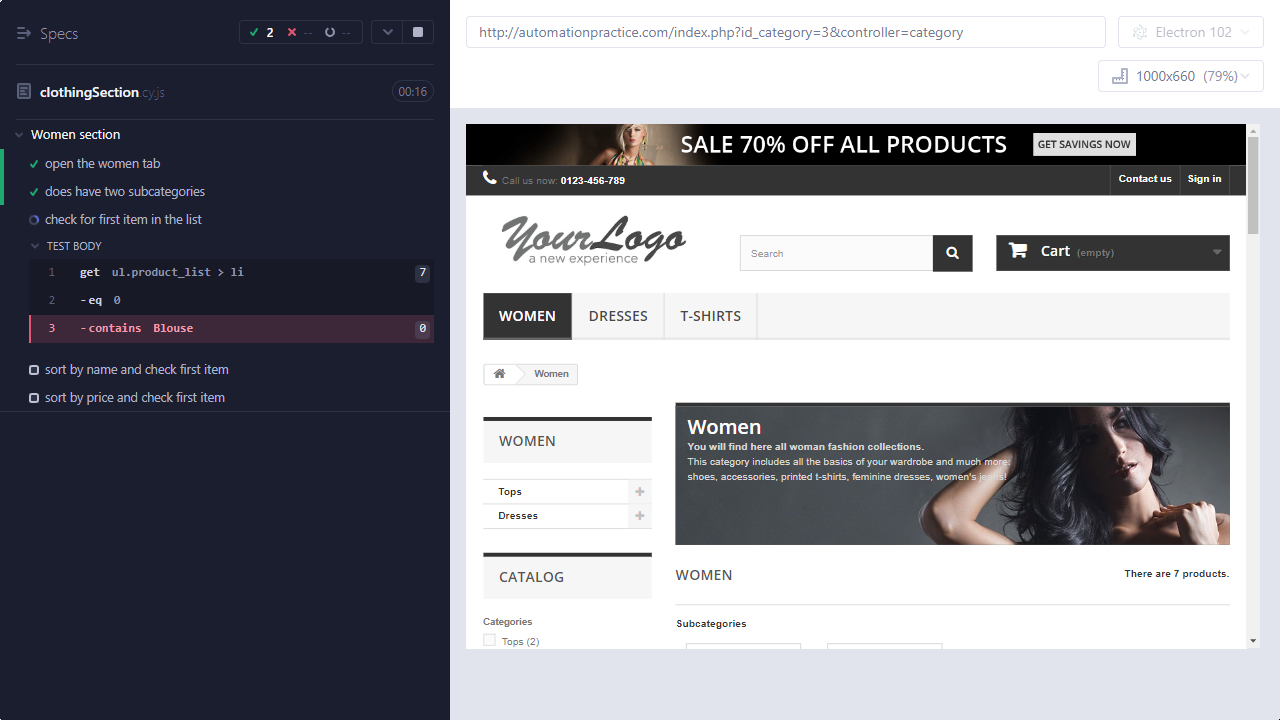 Specs
2
--
--
clothingSection.cy.js
00:16
Women section
open the women tab
does have two subcategories
check for first item in the list
TEST BODY
1 get ul.product_list > li 7
2 -eq 0
3 -contains Blouse 0
sort by name and check first item
sort by price and check first item
http://automationpractice.com/index.php?id_category=3&controller=category
Electron 102
1000x660 (79%)
SALE 70% OFF ALL PRODUCTS
GET SAVINGS NOW
Call us now: 0123-456-789
Contact us
Sign in
YourLogo
a new experience
Search
Cart (empty)
WOMEN
DRESSES
T-SHIRTS
Women
WOMEN
Tops
Dresses
CATALOG
Categories
Tops (2)
Women
You will find here all woman fashion collections.
This category includes all the basics of your wardrobe and much more:
shoes, accessories, printed t-shirts, feminine dresses, women's jeans!
WOMEN
There are 7 products.
Subcategories